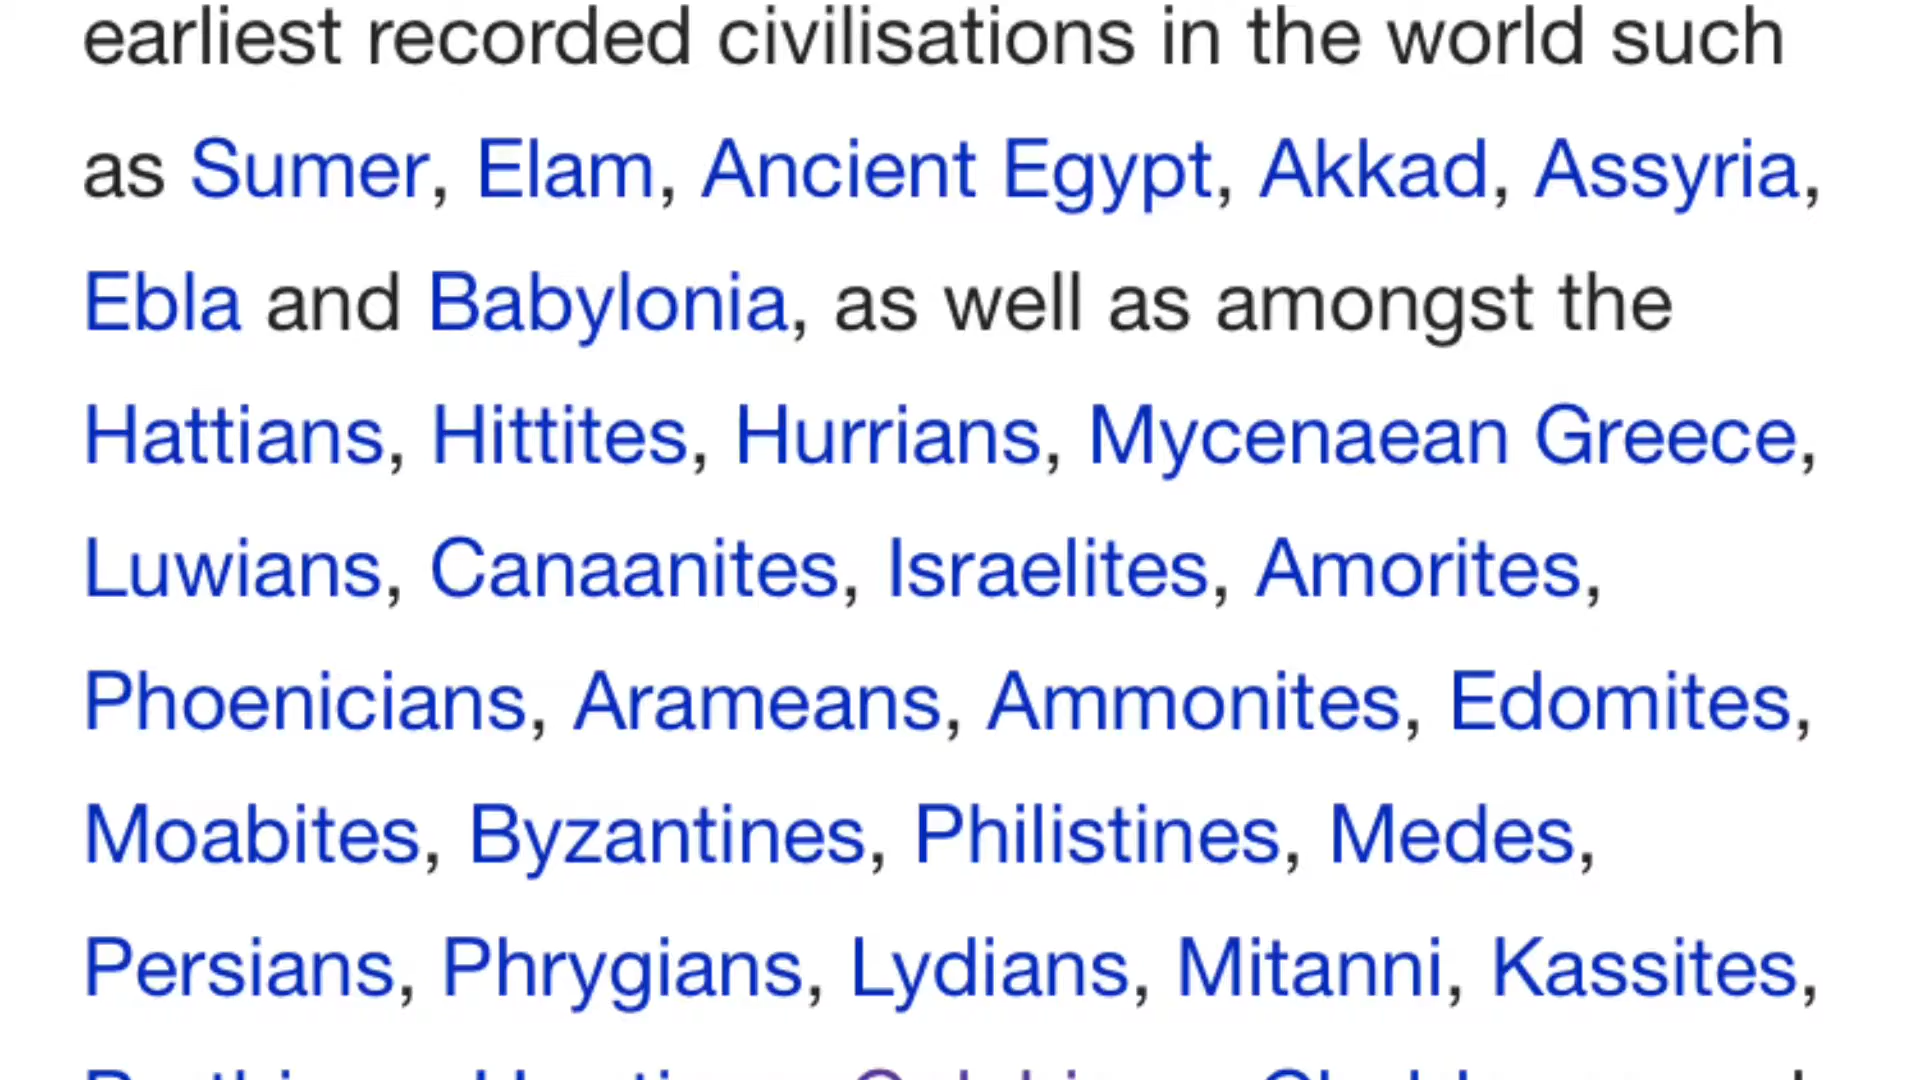 earliest recorded civilisations in the world such
as Sumer, Elam, Ancient Egypt, Akkad, Assyria,
Ebla and Babylonia, as well as amongst the
Hattians, Hittites, Hurrians, Mycenaean Greece,
Luwians, Canaanites, Israelites, Amorites,
Phoenicians, Arameans, Ammonites, Edomites,
Moabites, Byzantines, Philistines, Medes,
Persians, Phrygians, Lydians, Mitanni, Kassites,